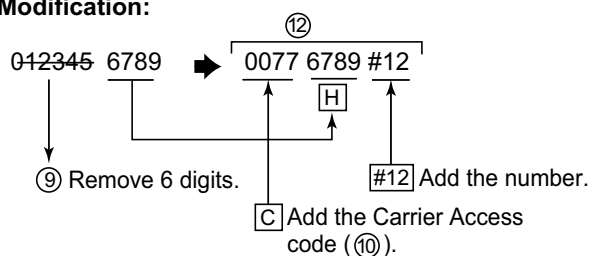 Modification:
⑫
012345 6789 ➡ 0077 6789 #12
H
⑨ Remove 6 digits.
#12 Add the number.
C Add the Carrier Access
code (⑩).